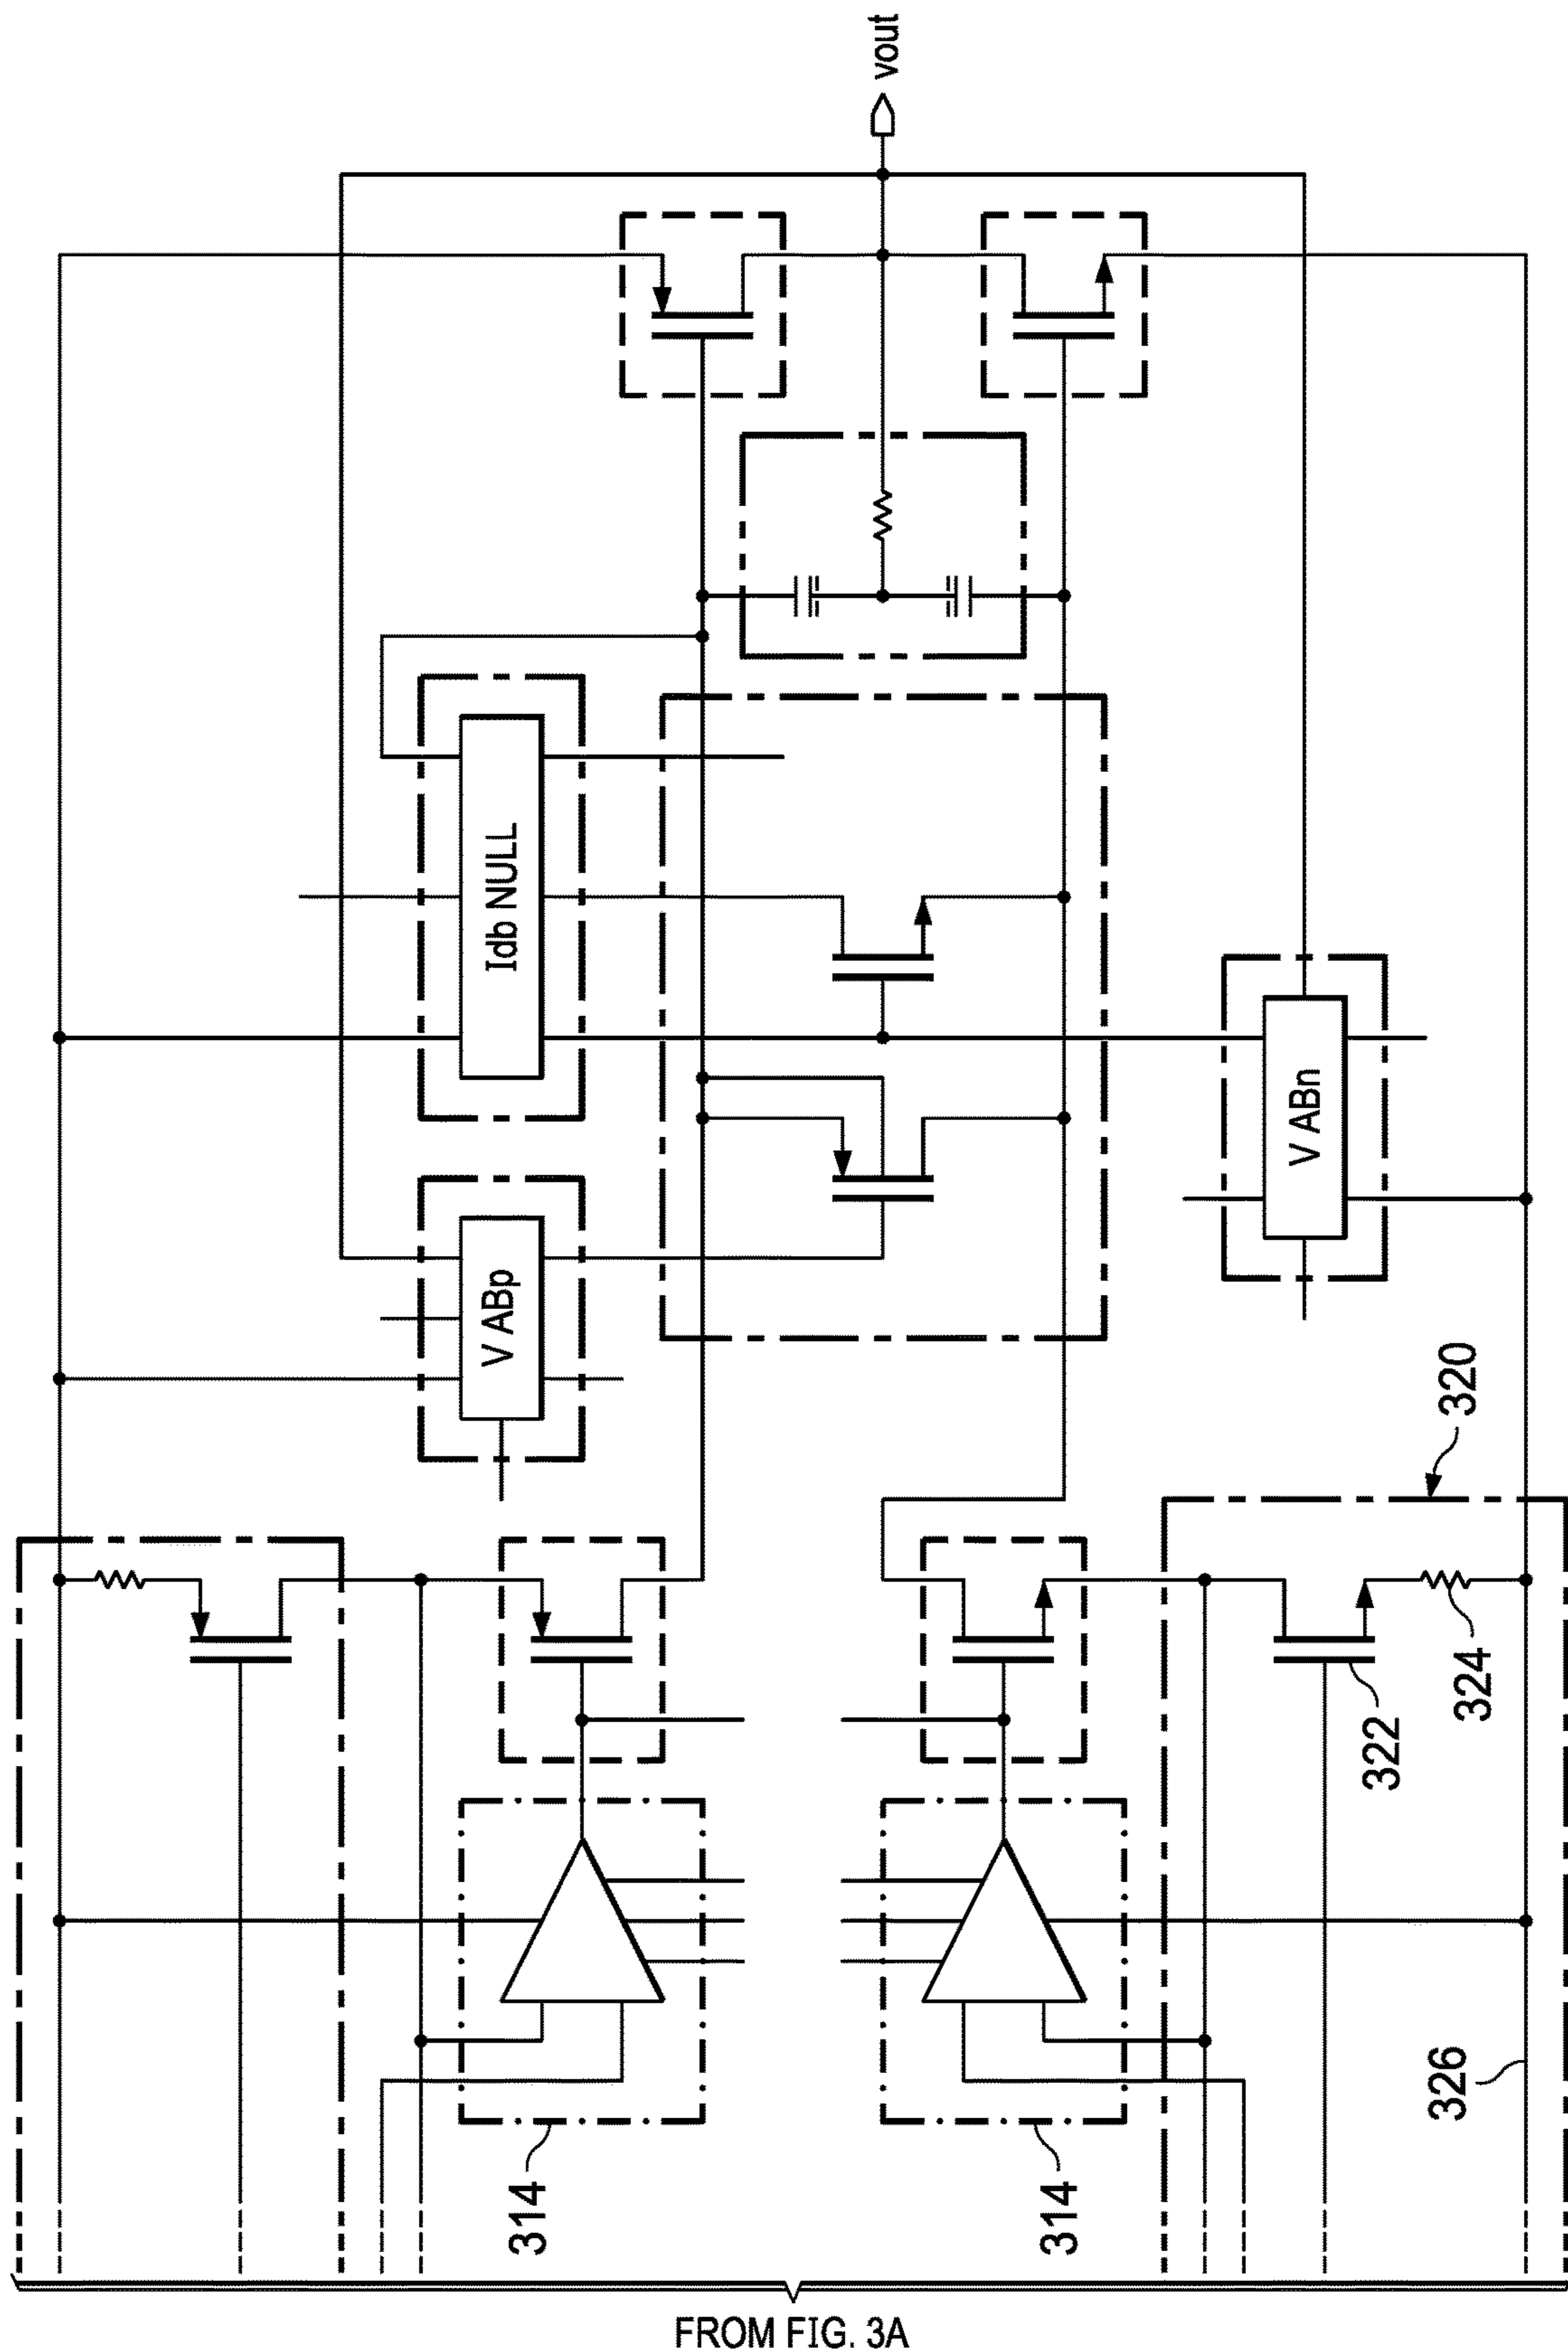 vout
Idb NULL
V ABp
V ABn
320
324
322
326
314
314
FROM FIG. 3A